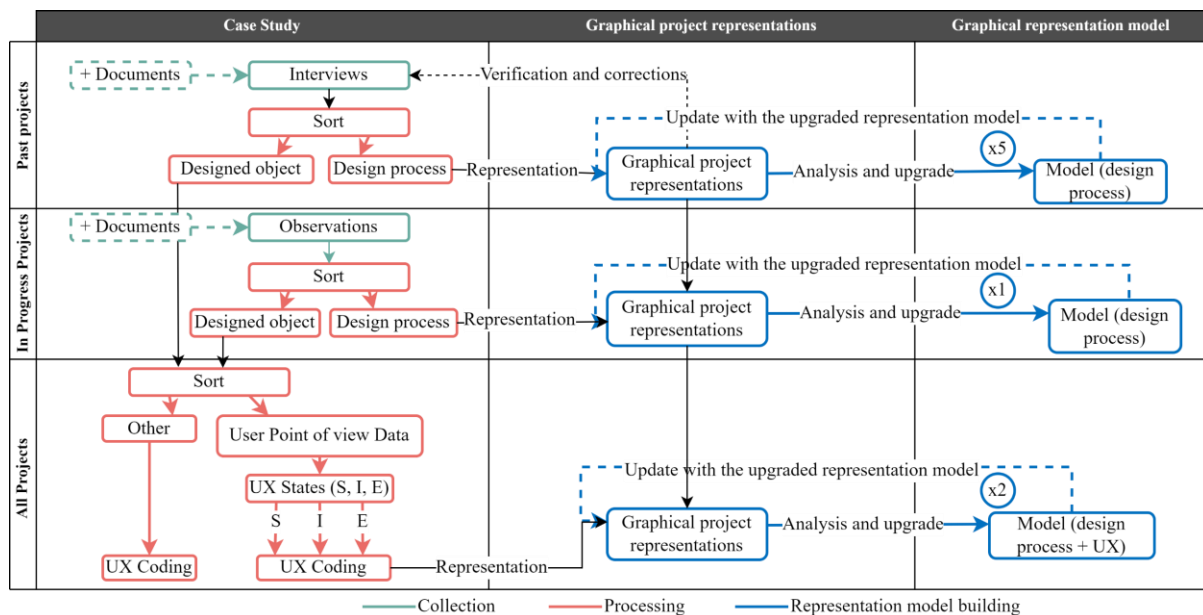 Case Study
Graphical project representations
Graphical representation model
Past projects
+ Documents
Interviews
Verification and corrections
Sort
Update with the upgraded representation model
Designed object
Design process
Representation
Graphical project
representations
Analysis and upgrade
x5
Model (design
process)
In Progress Projects
+ Documents
Observations
Sort
Update with the upgraded representation model
Designed object
Design process
Representation
Graphical project
representations
Analysis and upgrade
x1
Model (design
process)
All Projects
Sort
Other
User Point of view Data
UX States (S, I, E)
S
I
E
UX Coding
UX Coding
Representation
Update with the upgraded representation model
Graphical project
representations
Analysis and upgrade
x2
Model (design
process + UX)
Collection
Processing
Representation model building